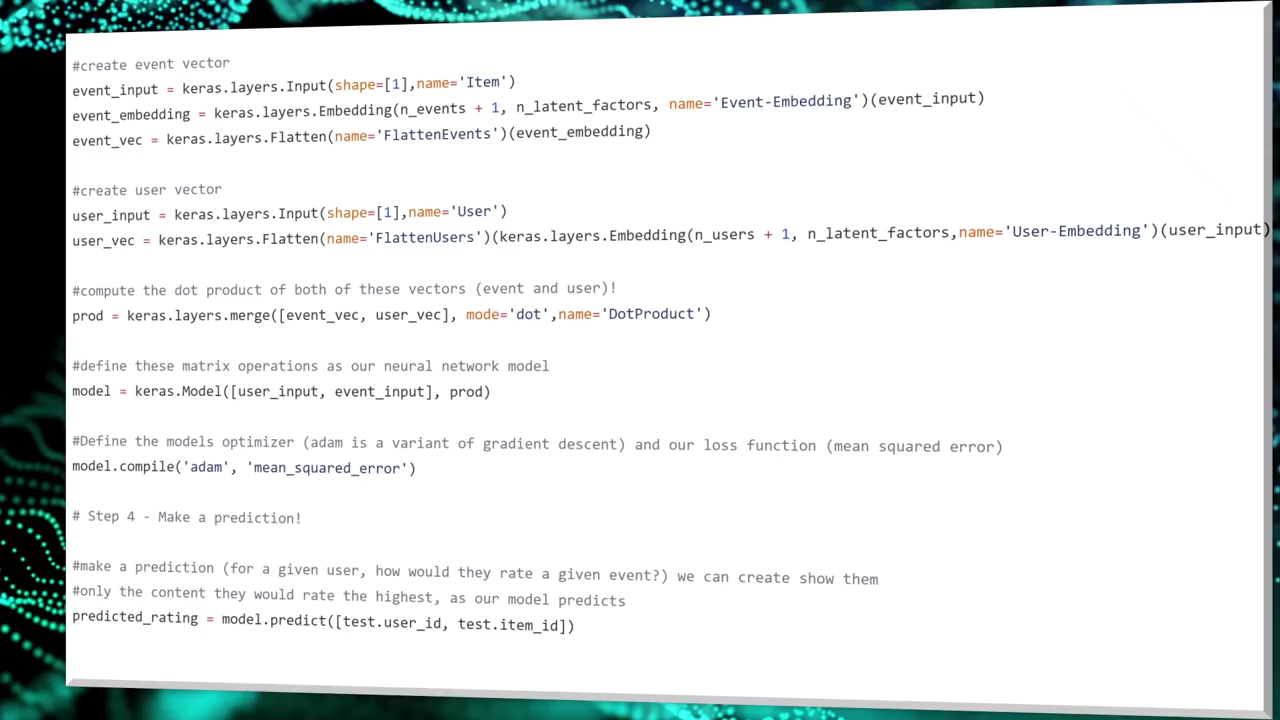 #create event vector
event_input = keras.layers.Input(shape=[1],name='Item')
event_embedding = keras.layers.Embedding(n_events + 1, n_latent_factors, name='Event-Embedding')(event_input)
event_vec = keras.layers.Flatten(name='FlattenEvents')(event_embedding)
#create user vector
user_input = keras.layers.Input(shape=[1],name='User')
user_vec = keras.layers.Flatten(name='FlattenUsers')(keras.layers.Embedding(n_users + 1, n_latent_factors,name='User-Embedding')(user_input)
#compute the dot product of both of these vectors (event and user)!
prod = keras.layers.merge([event_vec, user_vec], mode='dot',name='DotProduct')
#define these matrix operations as our neural network model
model = keras.Model([user_input, event_input], prod)
#Define the models optimizer (adam is a variant of gradient descent) and our loss function (mean squared error)
model.compile('adam', 'mean_squared_error')
# Step 4 - Make a prediction!
#make a prediction (for a given user, how would they rate a given event?) we can create show them
#only the content they would rate the highest, as our model predicts
predicted_rating = model.predict([test.user_id, test.item_id])